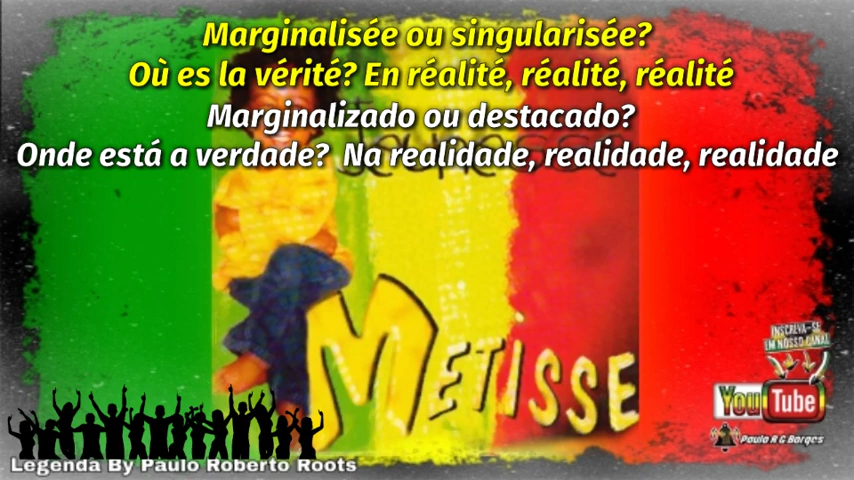 Marginalisée ou singularisée?
Où es la vérité? En réalité, réalité, réalité
Marginalizado ou destacado?
Onde está a verdade? Na realidade, realidade, realidade
METISSE
INSCREVA-SE
EM NOSSO CANAL
YouTube
Paulo R G Borges
Legenda By Paulo Roberto Roots